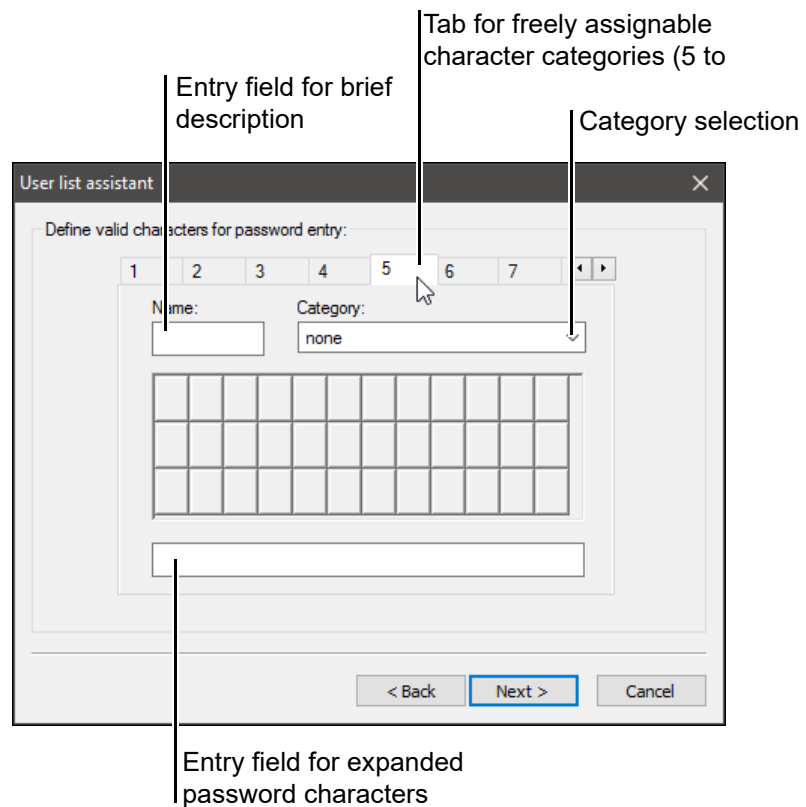 Tab for freely assignable
character categories (5 to
Entry field for brief
description
Category selection
User list assistant
Define valid characters for password entry:
1 2 3 4 5 6 7
Name: Category:
none
< Back Next > Cancel
Entry field for expanded
password characters